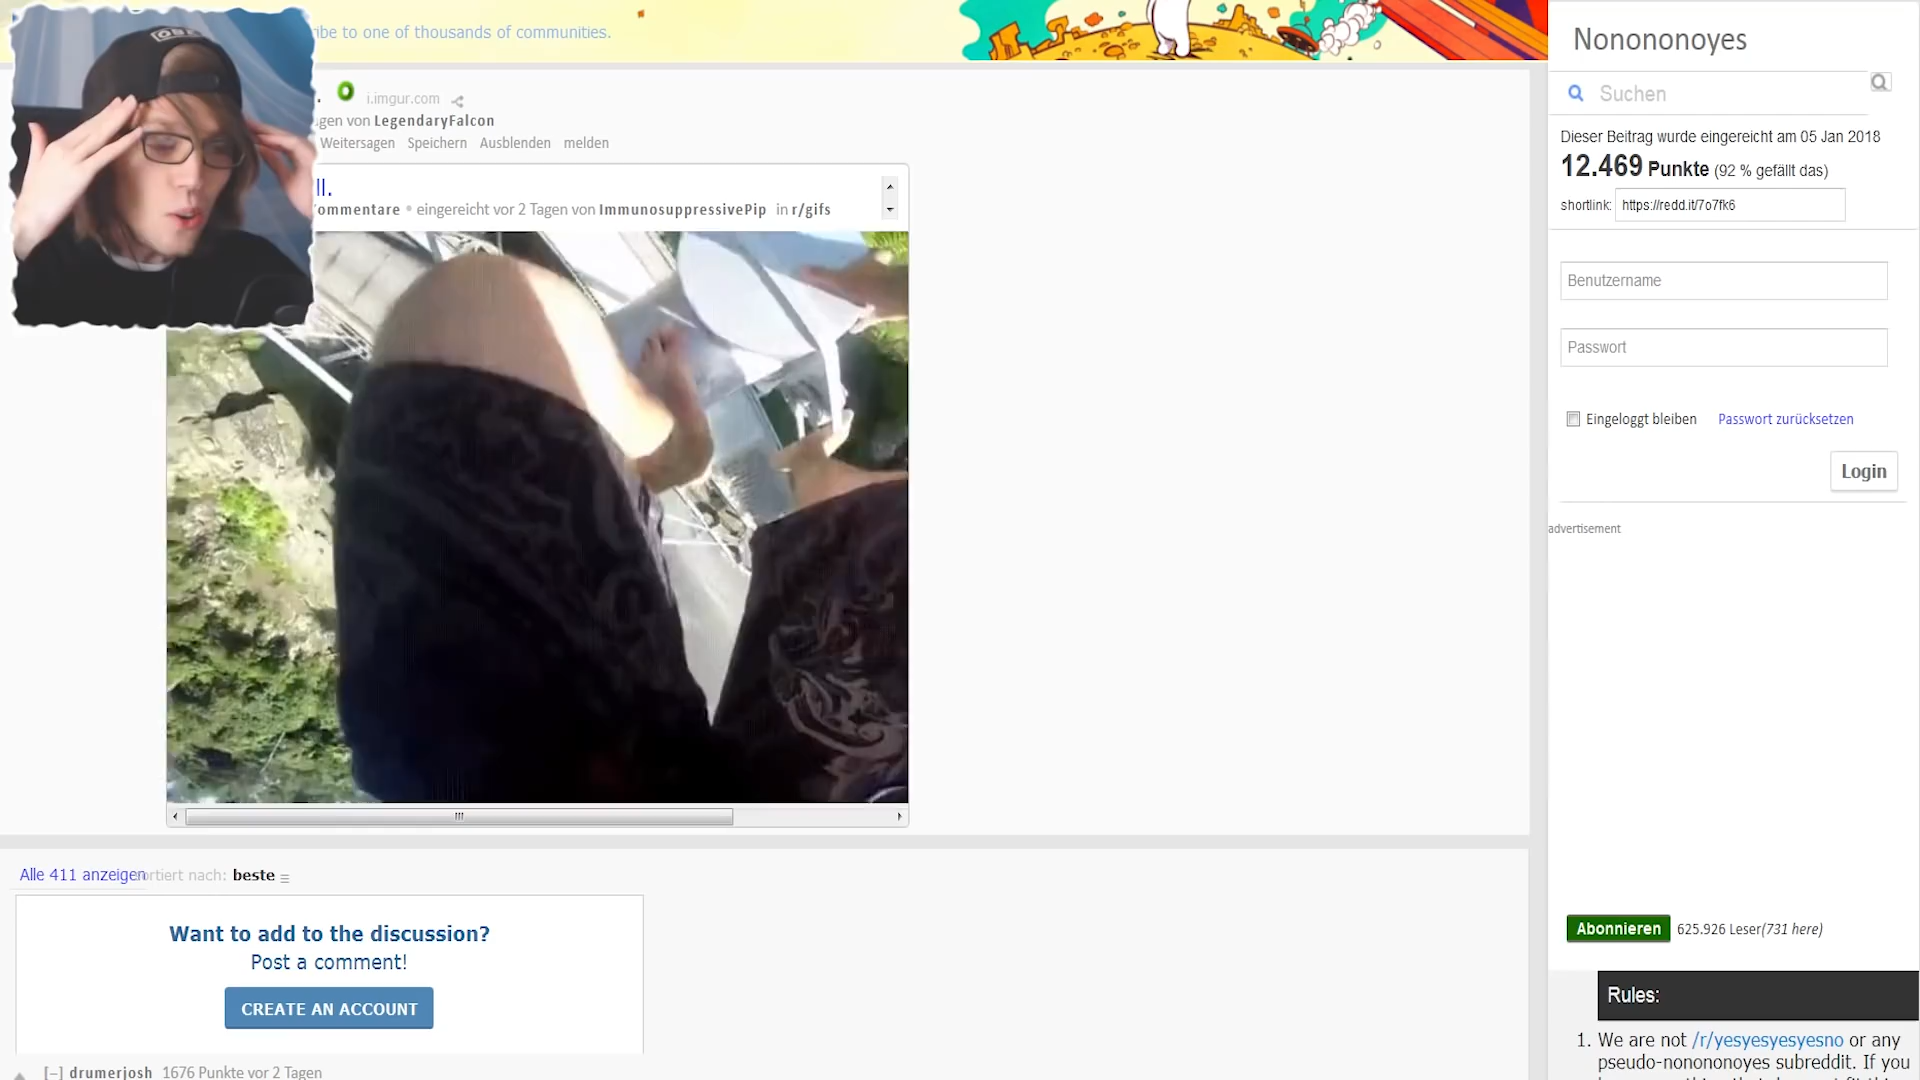 ibe to one of thousands of communities.
i.imgur.com
gen von LegendaryFalcon
Weitersagen Speichern Ausblenden melden
ll.
ommentare • eingereicht vor 2 Tagen von ImmunosuppressivePip in r/gifs
Alle 411 anzeigen ortiert nach: beste
Want to add to the discussion?
Post a comment!
CREATE AN ACCOUNT
[–] drumerjosh 1676 Punkte vor 2 Tagen
Nonononoyes
Suchen
Dieser Beitrag wurde eingereicht am 05 Jan 2018
12.469 Punkte (92 % gefällt das)
shortlink: https://redd.it/7o7fk6
Benutzername
Passwort
Eingeloggt bleiben Passwort zurücksetzen
Login
advertisement
Abonnieren 625.926 Leser (731 here)
Rules:
1. We are not /r/yesyesyesyesno or any
pseudo-nonononoyes subreddit. If you